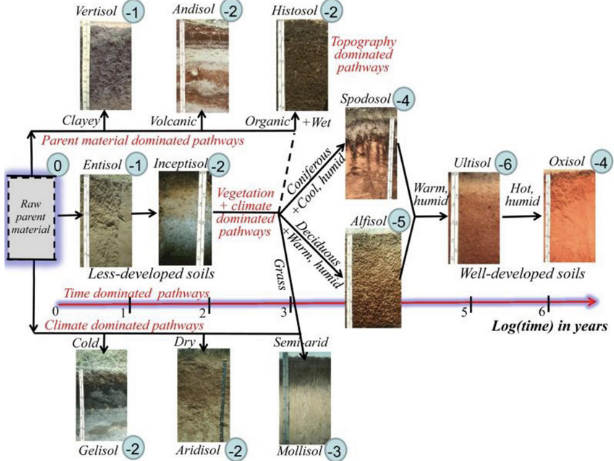 Vertisol -1
Andisol -2
Histosol -2
Topography
dominated
pathways
Clayey
Volcanic
Organic
+Wet
Parent material dominated pathways
Spodosol -4
0
Raw
parent
material
Entisol -1
Inceptisol -2
Vegetation
+ climate
dominated
pathways
Coniferous
+Cool, humid
Deciduous
+Warm, humid
Grass
Alfisol -5
Warm,
humid
Ultisol -6
Hot,
humid
Oxisol -4
Less-developed soils
Well-developed soils
Time dominated pathways
0 1 2 3 5 6
Log(time) in years
Climate dominated pathways
Cold
Dry
Semi-arid
Gelisol -2
Aridisol -2
Mollisol -3